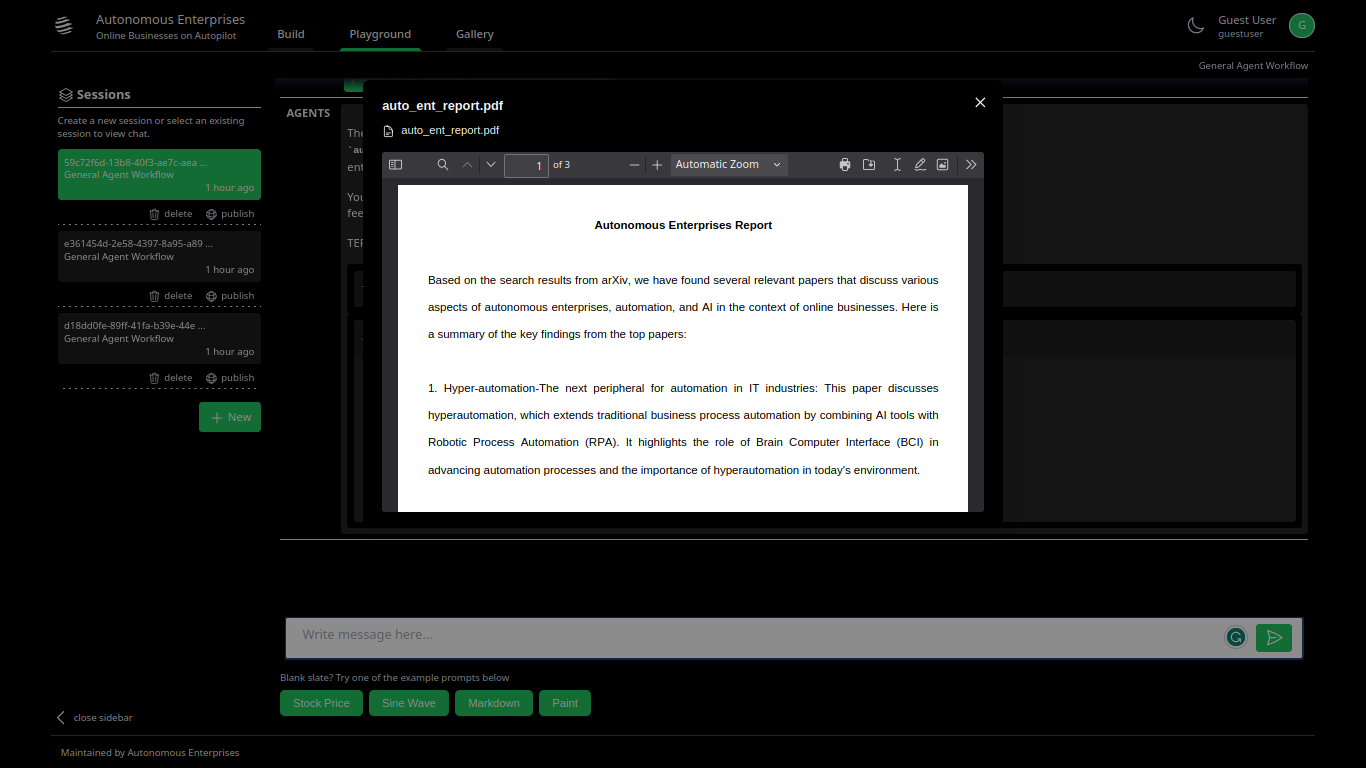 Autonomous Enterprises
Online Businesses on Autopilot
Build
Playground
Gallery
Guest User
guestuser
G
General Agent Workflow
Sessions
Create a new session or select an existing
session to view chat.
59c72f6d-13b8-40f3-ae7c-aea ...
General Agent Workflow
1 hour ago
delete
publish
e361454d-2e58-4397-8a95-a89 ...
General Agent Workflow
1 hour ago
delete
publish
d18dd0fe-89ff-41fa-b39e-44e ...
General Agent Workflow
1 hour ago
delete
publish
New
AGENTS
The
`au
ent
You
fee
TER
auto_ent_report.pdf
auto_ent_report.pdf
1
of 3
Automatic Zoom
Autonomous Enterprises Report
Based on the search results from arXiv, we have found several relevant papers that discuss various
aspects of autonomous enterprises, automation, and AI in the context of online businesses. Here is
a summary of the key findings from the top papers:
1. Hyper-automation-The next peripheral for automation in IT industries: This paper discusses
hyperautomation, which extends traditional business process automation by combining AI tools with
Robotic Process Automation (RPA). It highlights the role of Brain Computer Interface (BCI) in
advancing automation processes and the importance of hyperautomation in today's environment.
Write message here...
Blank slate? Try one of the example prompts below
Stock Price
Sine Wave
Markdown
Paint
close sidebar
Maintained by Autonomous Enterprises